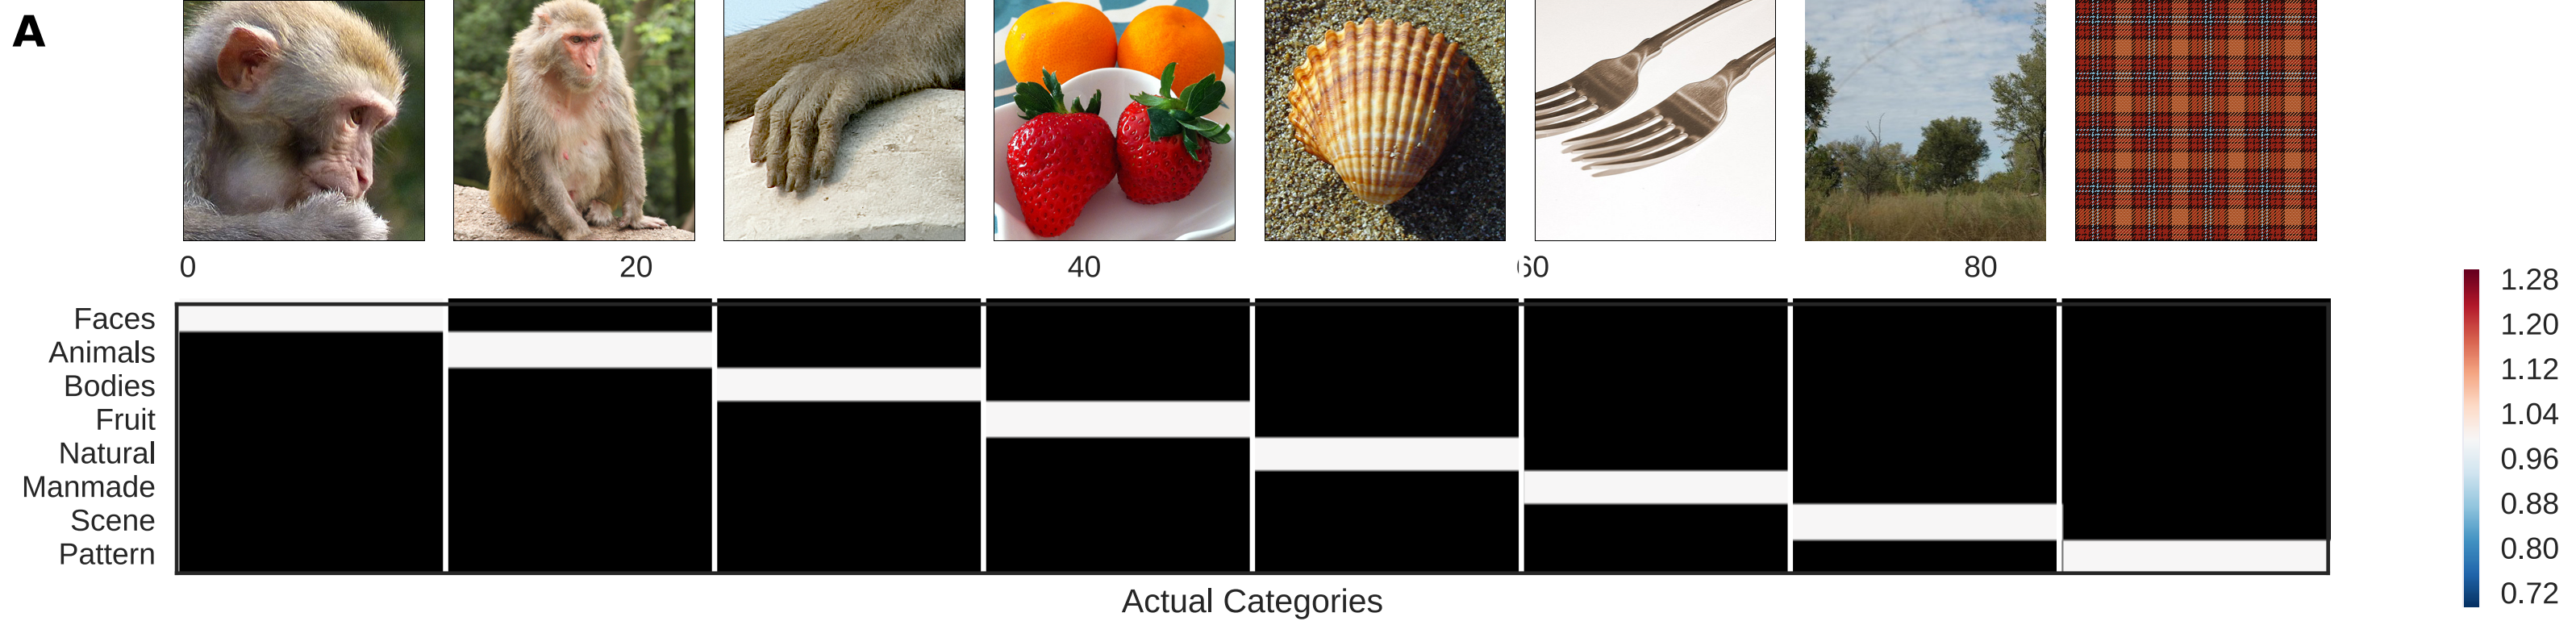 A
0 20 40 60 80
Faces
Animals
Bodies
Fruit
Natural
Manmade
Scene
Pattern
Actual Categories
1.28
1.20
1.12
1.04
0.96
0.88
0.80
0.72